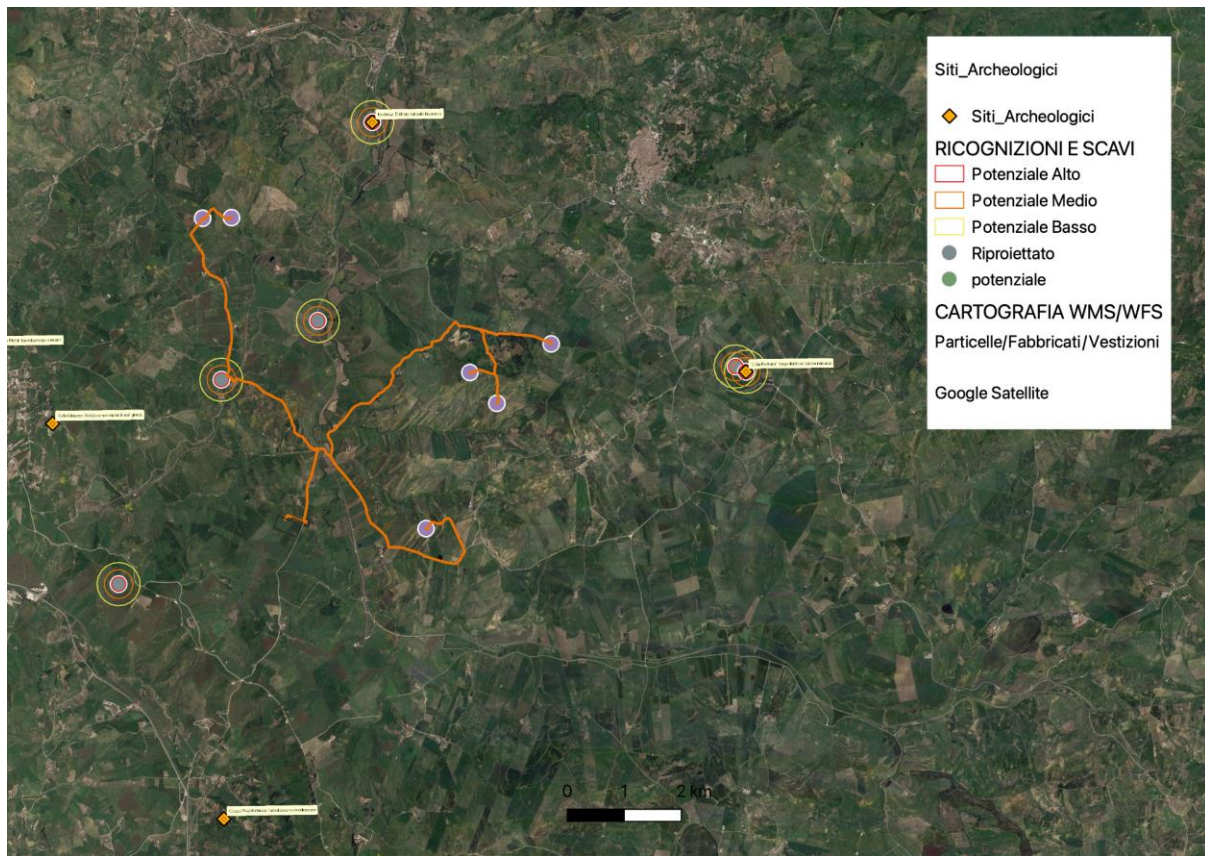 Siti_Archeologici
Siti_Archeologici
RICOGNIZIONI E SCAVI
Potenziale Alto
Potenziale Medio
Potenziale Basso
Riproiettato
potenziale
CARTOGRAFIA WMS/WFS
Particelle/Fabbricati/Vestizioni
Google Satellite
0 1 2 km